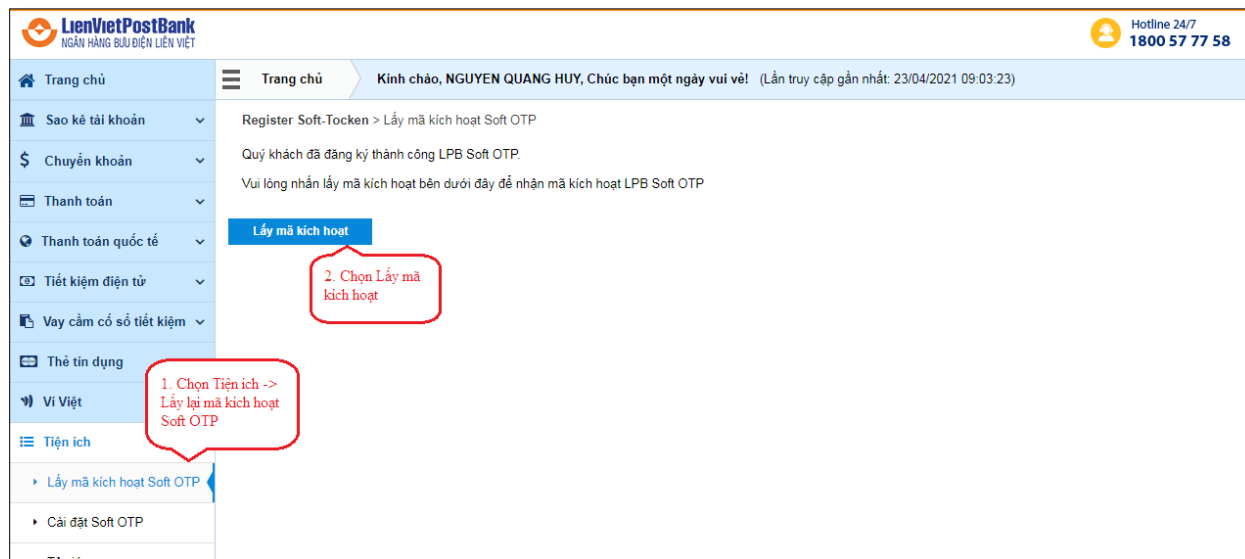 LienVietPostBank
NGÂN HÀNG BƯU ĐIỆN LIÊN VIỆT
Hotline 24/7
1800 57 77 58
Trang chủ
Trang chủ
Kính chào, NGUYEN QUANG HUY, Chúc bạn một ngày vui vẻ! (Lần truy cập gần nhất: 23/04/2021 09:03:23)
Sao kê tài khoản
Chuyển khoản
Thanh toán
Thanh toán quốc tế
Tiết kiệm điện tử
Vay cầm cố sổ tiết kiệm
Thẻ tín dụng
Ví Việt
Tiện ích
Lấy mã kích hoạt Soft OTP
Cài đặt Soft OTP
Register Soft-Tocken > Lấy mã kích hoạt Soft OTP
Quý khách đã đăng ký thành công LPB Soft OTP.
Vui lòng nhấn lấy mã kích hoạt bên dưới đây để nhận mã kích hoạt LPB Soft OTP
Lấy mã kích hoạt
2. Chọn Lấy mã
kích hoạt
1. Chọn Tiện ích ->
Lấy lại mã kích hoạt
Soft OTP